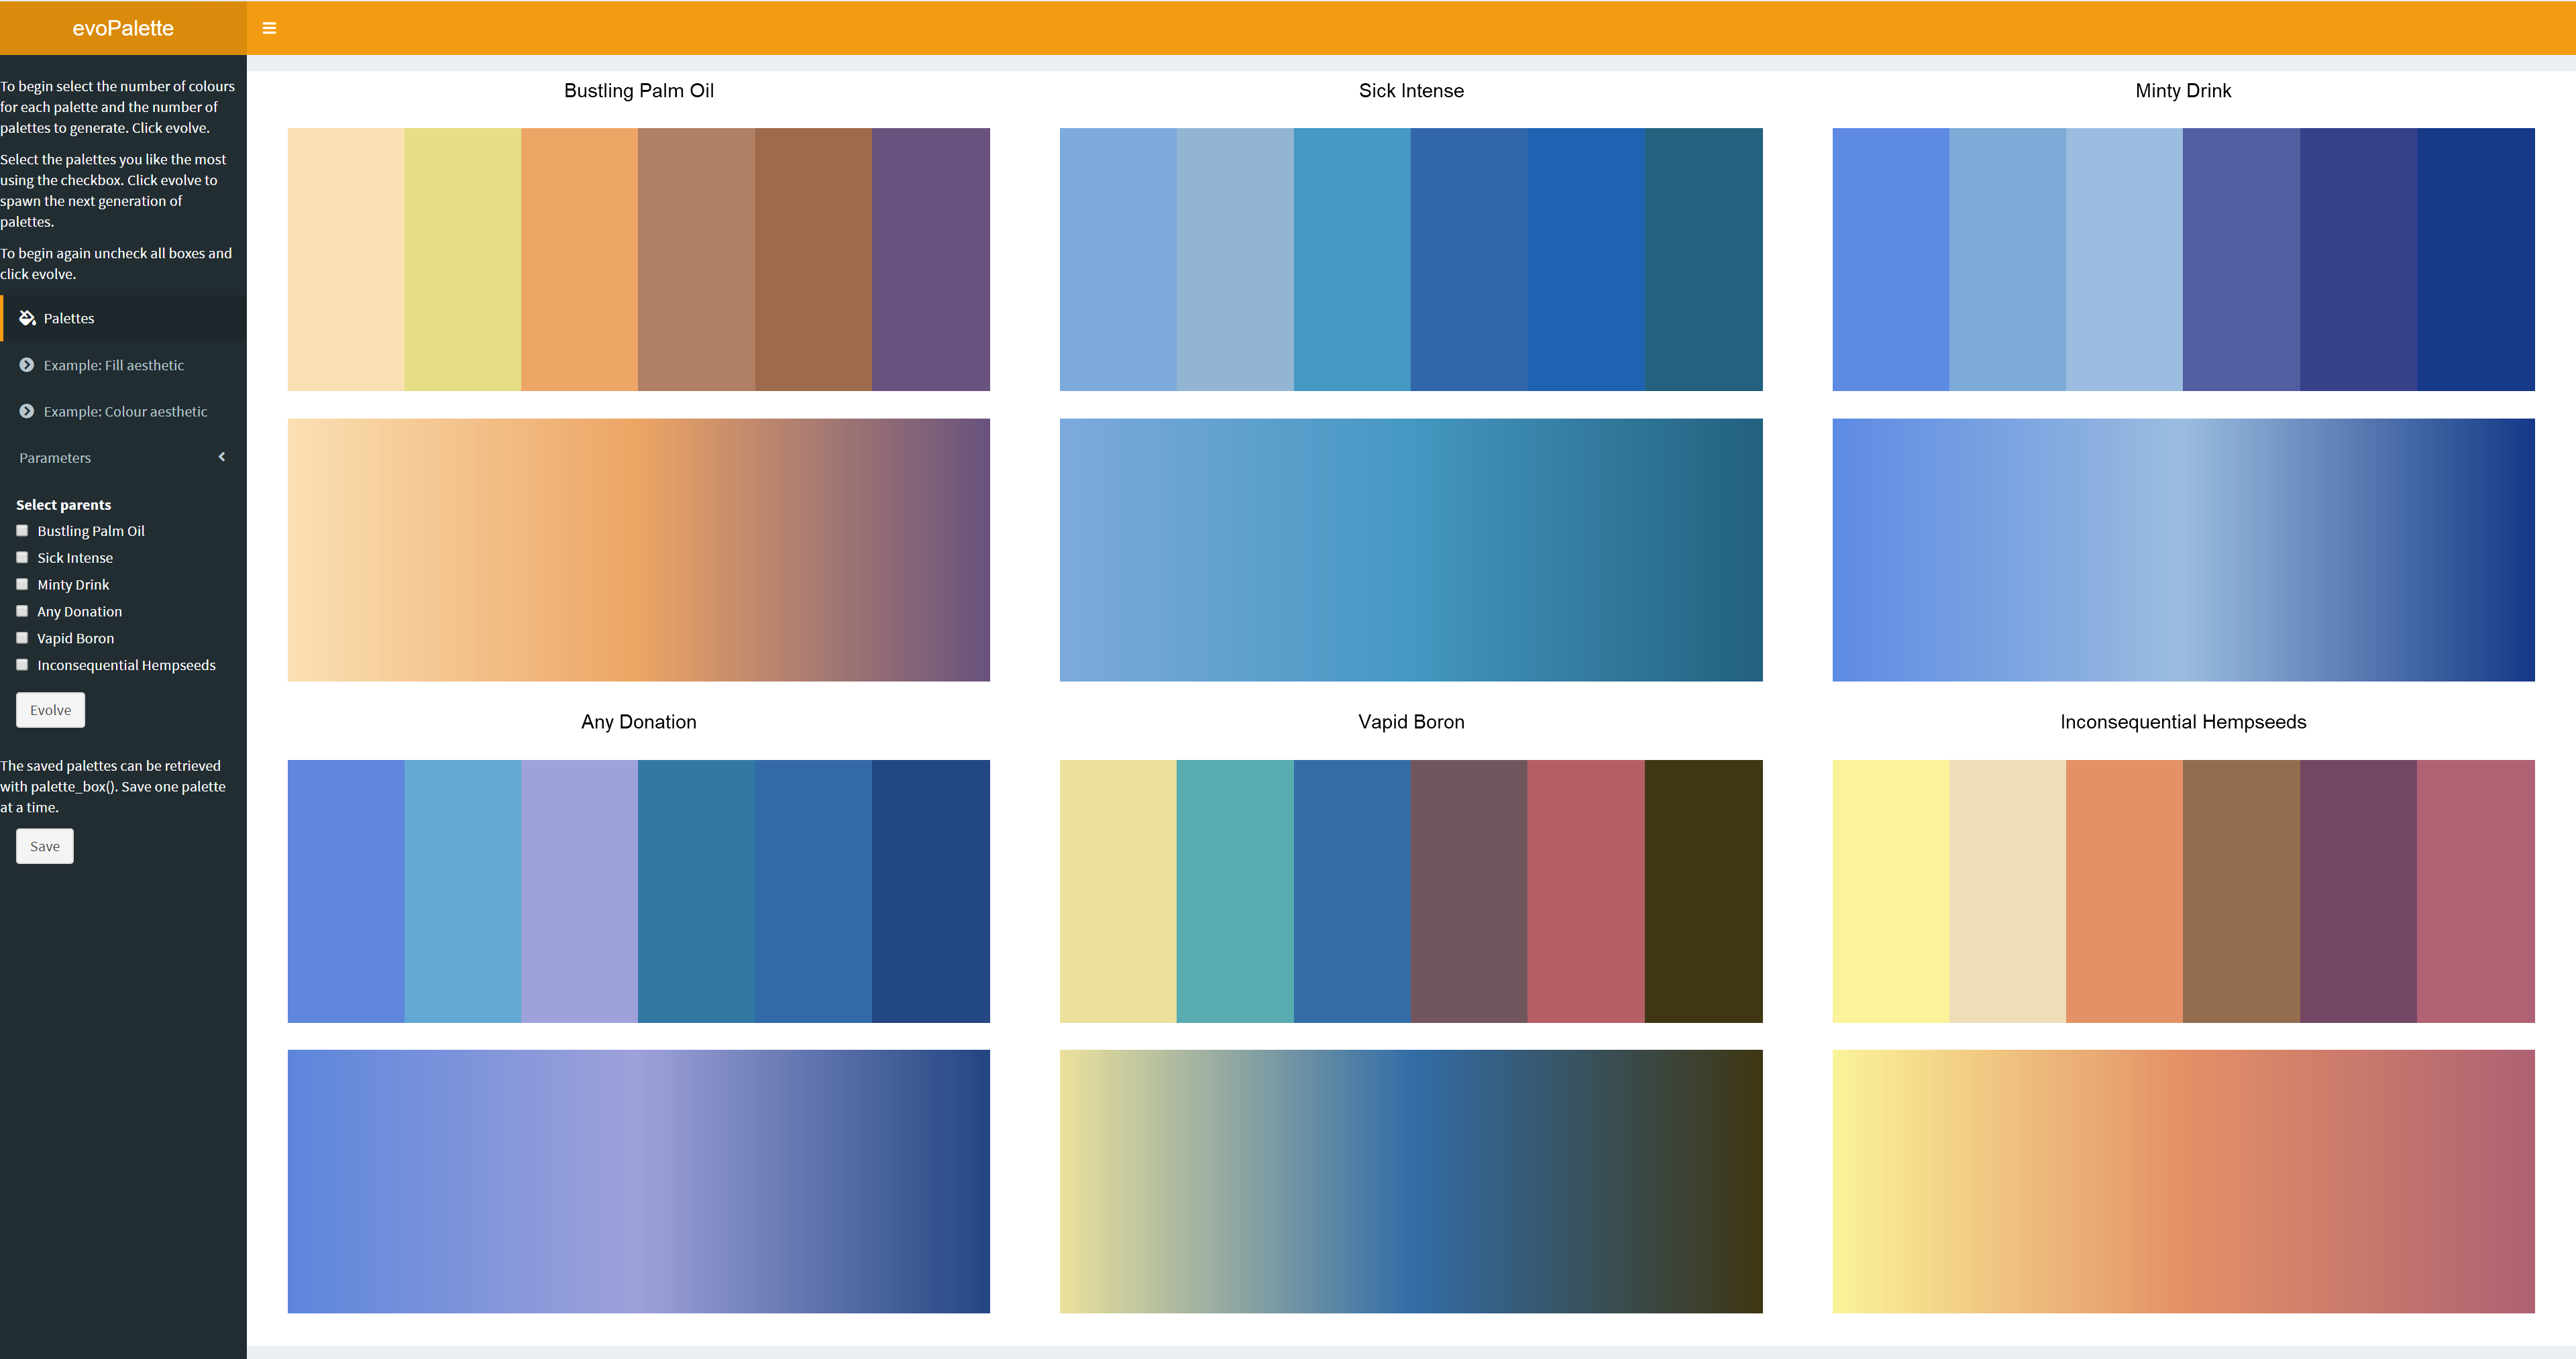 evoPalette
To begin select the number of colours
for each palette and the number of
palettes to generate. Click evolve.
Select the palettes you like the most
using the checkbox. Click evolve to
spawn the next generation of
palettes.
To begin again uncheck all boxes and
click evolve.
Palettes
Example: Fill aesthetic
Example: Colour aesthetic
Parameters
Select parents
Bustling Palm Oil
Sick Intense
Minty Drink
Any Donation
Vapid Boron
Inconsequential Hempseeds
Evolve
The saved palettes can be retrieved
with palette_box(). Save one palette
at a time.
Save
Bustling Palm Oil
Sick Intense
Minty Drink
Any Donation
Vapid Boron
Inconsequential Hempseeds